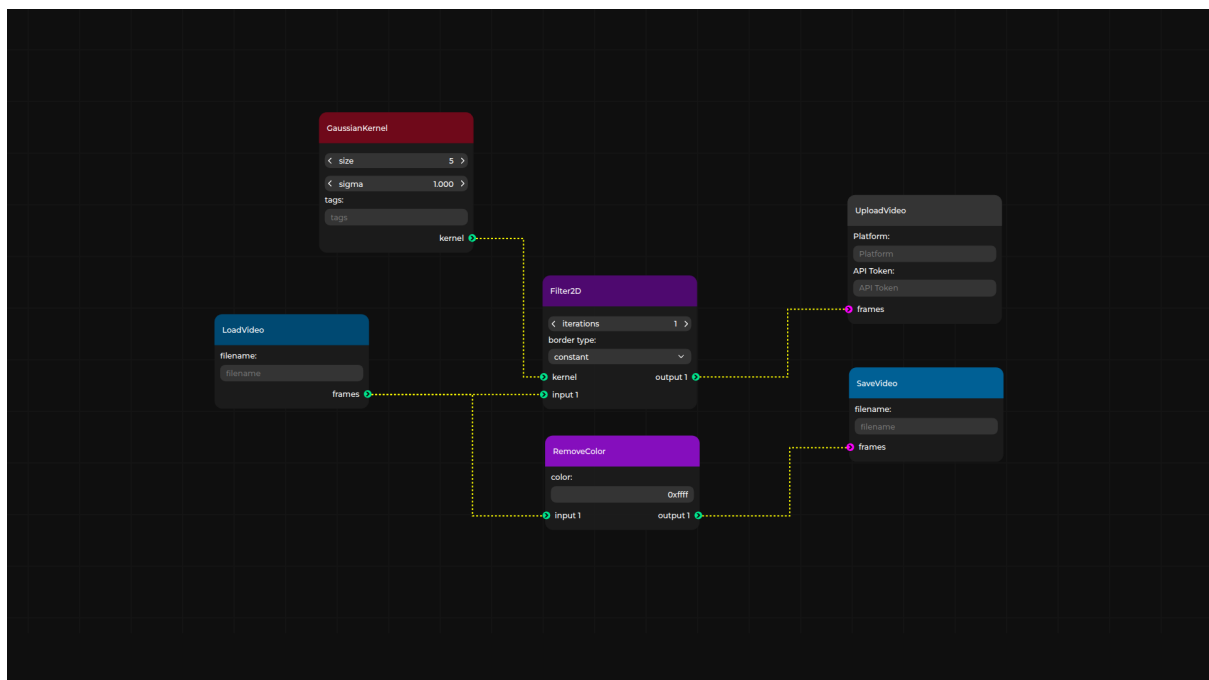 GaussianKernel
size 5
sigma 1.000
tags:
tags
kernel
LoadVideo
filename:
filename
frames
Filter2D
iterations 1
border type:
constant
kernel output 1
input 1
RemoveColor
color:
0xffff
input 1 output 1
UploadVideo
Platform:
Platform
API Token:
API Token
frames
SaveVideo
filename:
filename
frames